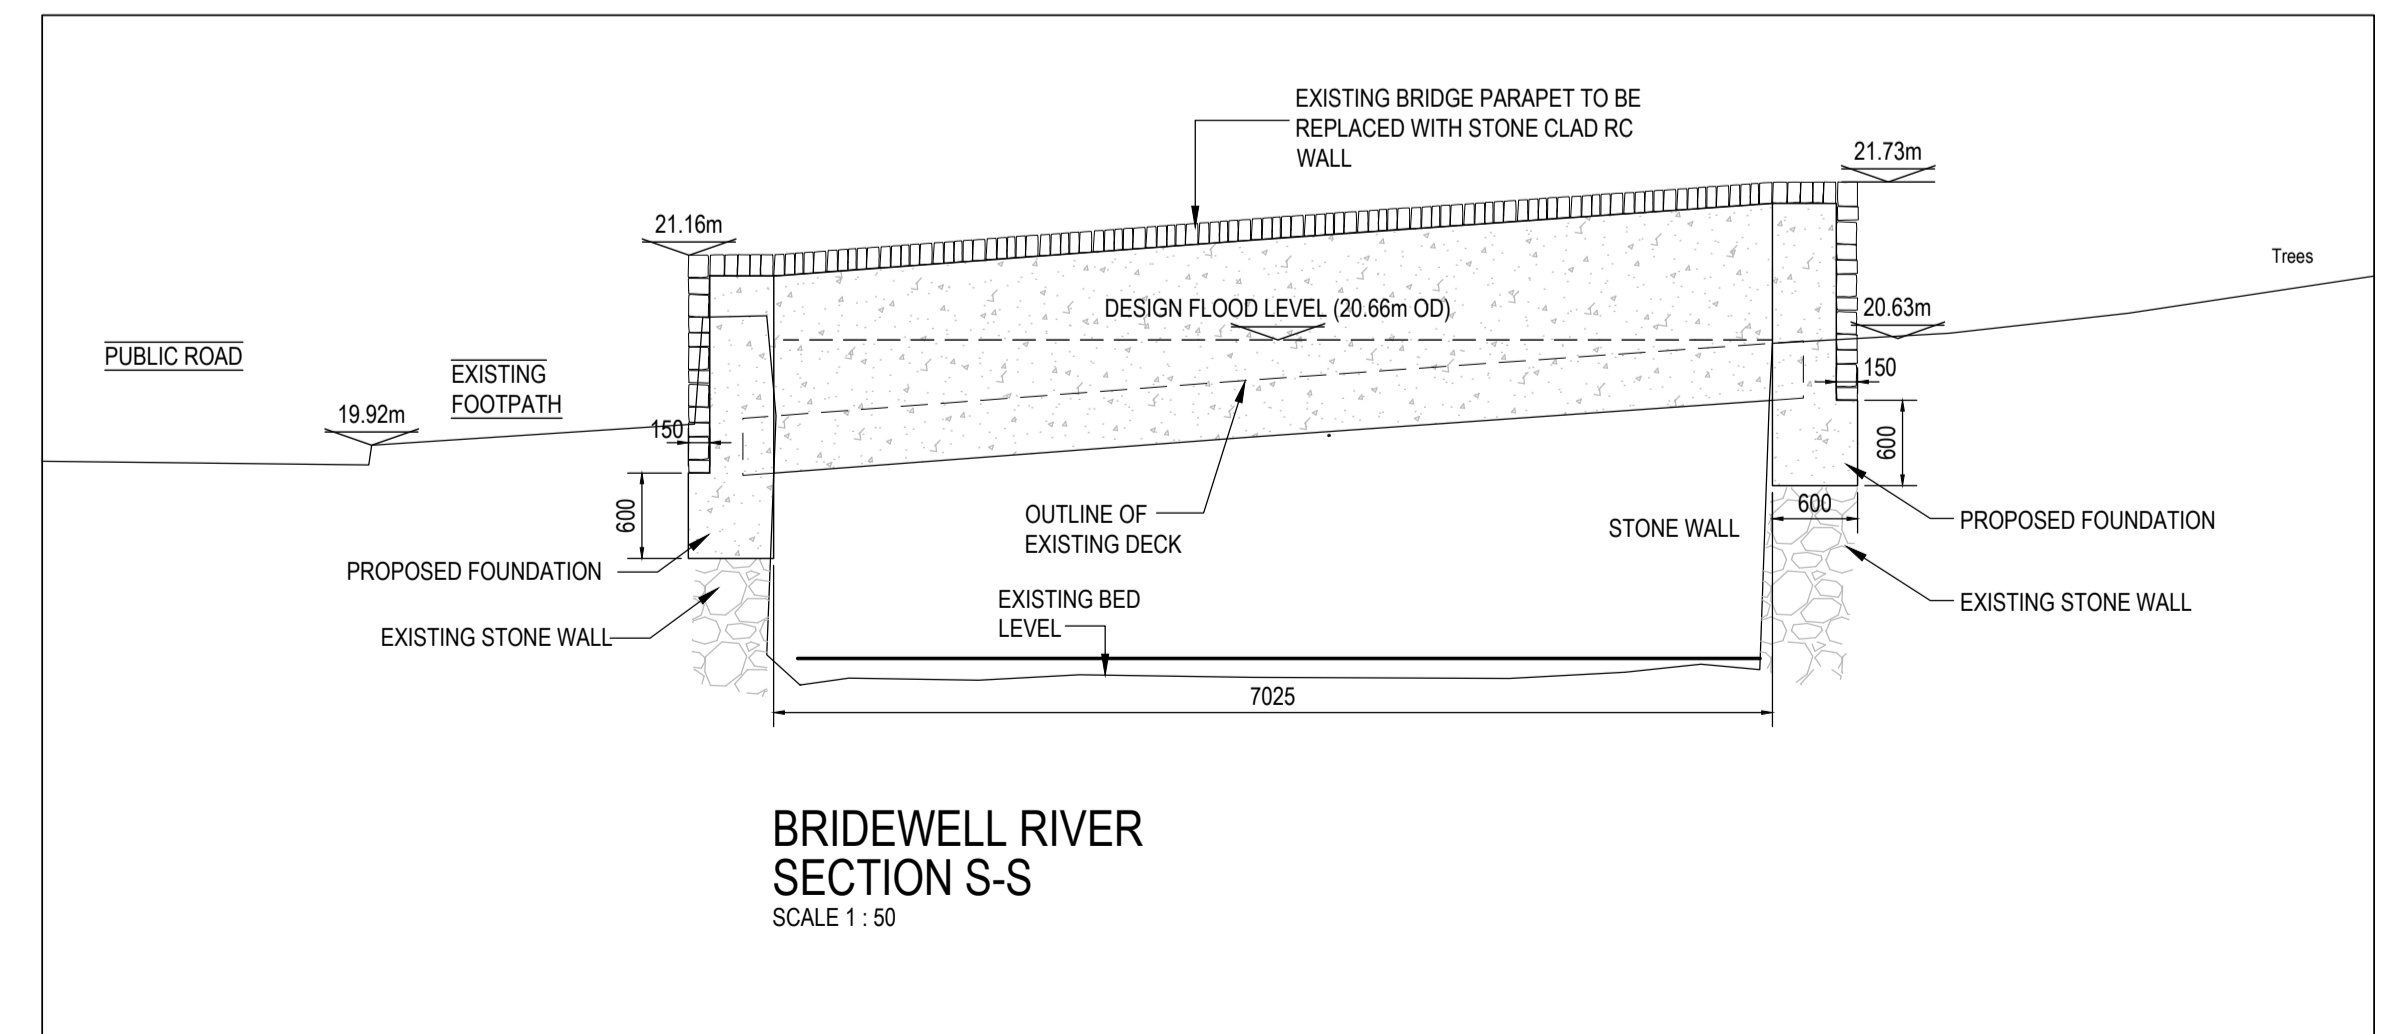 EXISTING BRIDGE PARAPET TO BE
REPLACED WITH STONE CLAD RC
WALL
21.73m
21.16m
Trees
DESIGN FLOOD LEVEL (20.66m OD)
20.63m
PUBLIC ROAD
EXISTING
FOOTPATH
150
19.92m
150
600
600
600
OUTLINE OF
EXISTING DECK
STONE WALL
PROPOSED FOUNDATION
PROPOSED FOUNDATION
EXISTING BED
LEVEL
EXISTING STONE WALL
EXISTING STONE WALL
7025
BRIDEWELL RIVER
SECTION S-S
SCALE 1 : 50